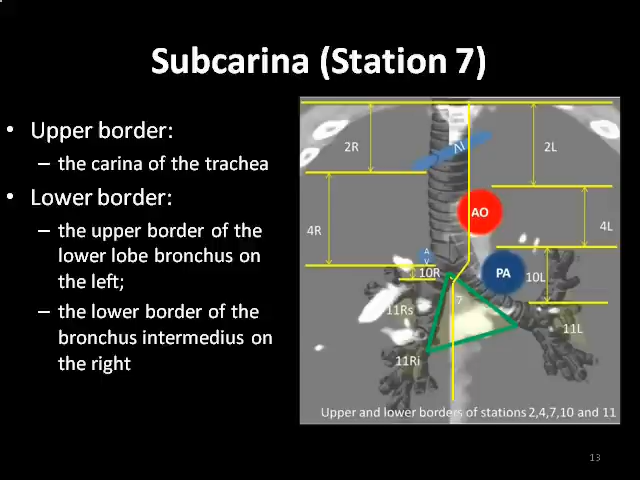 Subcarina (Station 7)
• Upper border:
– the carina of the trachea
• Lower border:
– the upper border of the
lower lobe bronchus on
the left;
– the lower border of the
bronchus intermedius on
the right
2R
IV
2L
4R
AO
4L
A
V
10R
PA
10L
7
11Rs
11L
11Ri
Upper and lower borders of stations 2,4,7,10 and 11
13